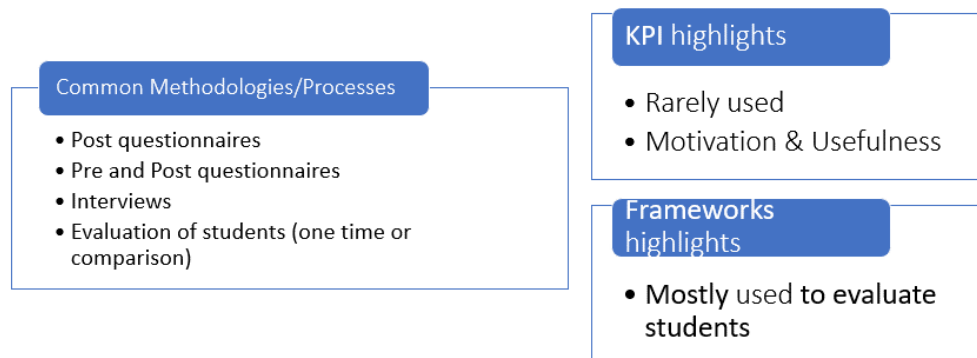 Common Methodologies/Processes
• Post questionnaires
• Pre and Post questionnaires
• Interviews
• Evaluation of students (one time or
comparison)
KPI highlights
• Rarely used
• Motivation & Usefulness
Frameworks
highlights
• Mostly used to evaluate
students